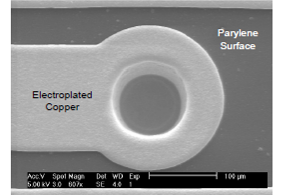 Parylene
Surface
Electroplated
Copper
Acc.V Spot Magn Det WD Exp 100 µm
5.00 kV 3.0 607x SE 4.0 1